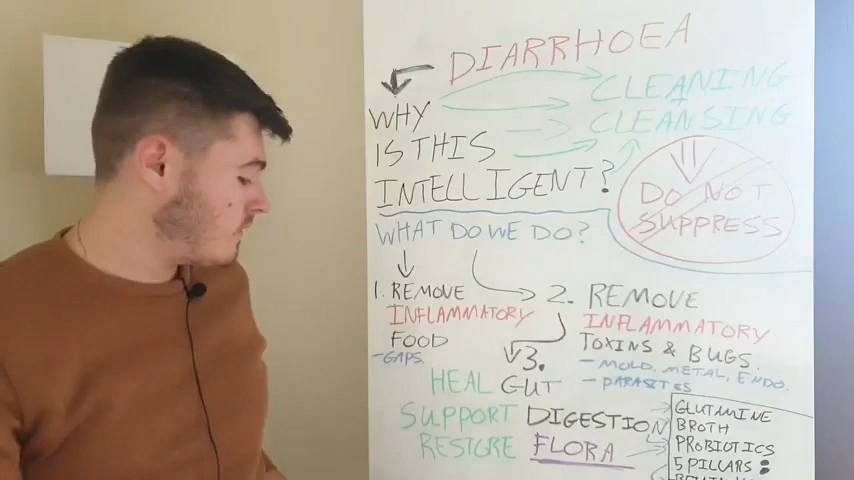 DIARRHOEA
WHY
IS THIS
INTELLIGENT?
CLEANING
CLEANSING
DO NOT
SUPPRESS
WHAT DO WE DO?
1. REMOVE
INFLAMMATORY
FOOD
- GAPS.
2. REMOVE
INFLAMMATORY
TOXINS & BUGS.
- MOLD, METAL, ENDO.
- PARASITES
3.
HEAL GUT
SUPPORT DIGESTION
RESTORE FLORA
GLUTAMINE
BROTH
PROBIOTICS
5 PILLARS: